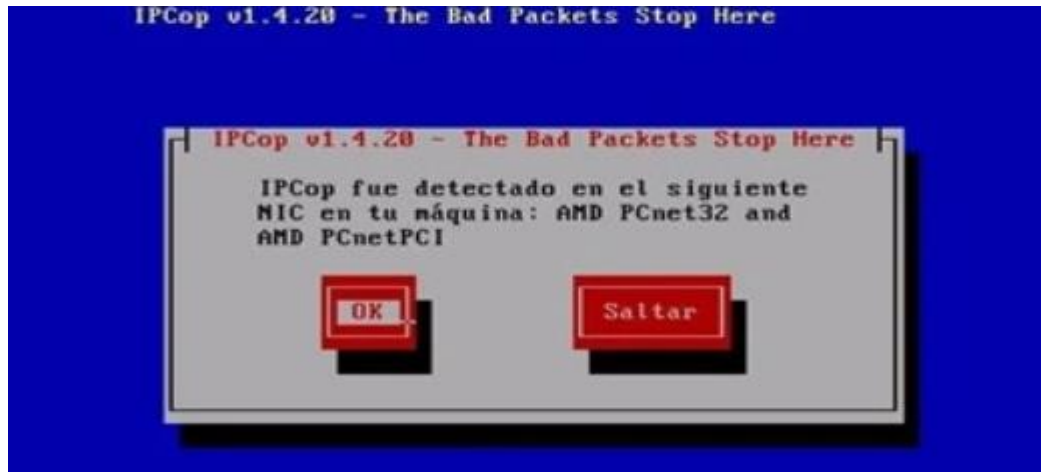 IPCop v1.4.20 - The Bad Packets Stop Here
IPCop v1.4.20 - The Bad Packets Stop Here
IPCop fue detectado en el siguiente
NIC en tu máquina: AMD PCnet32 and
AMD PCnetPCI
OK
Saltar